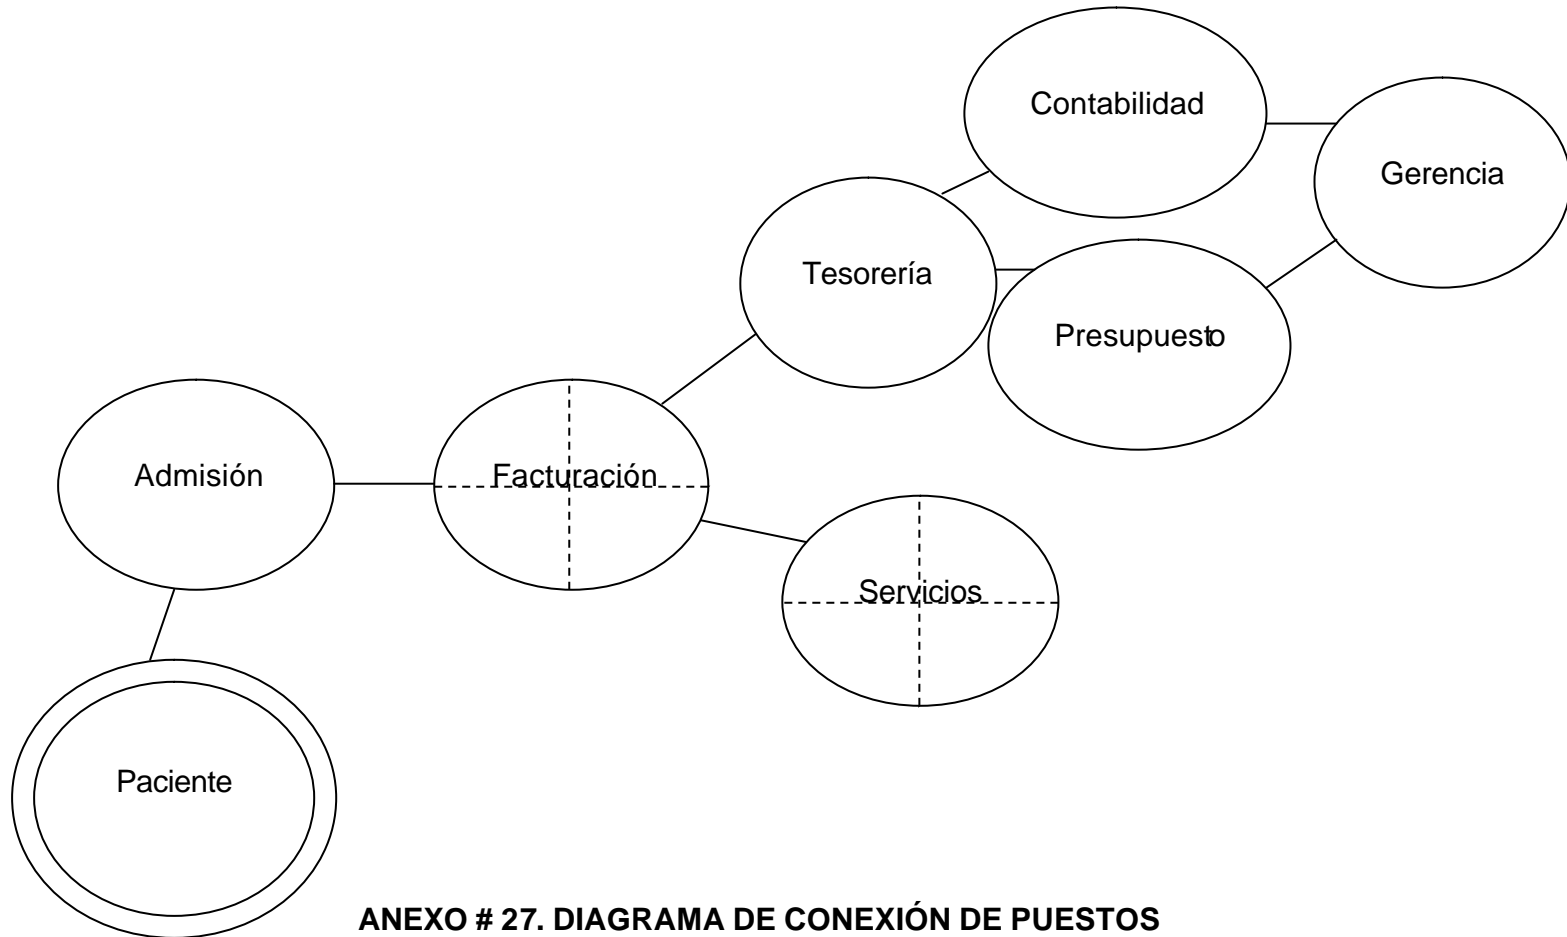 Contabilidad
Gerencia
Tesorería
Presupuesto
Admisión
Facturación
Servicios
Paciente
ANEXO # 27. DIAGRAMA DE CONEXIÓN DE PUESTOS